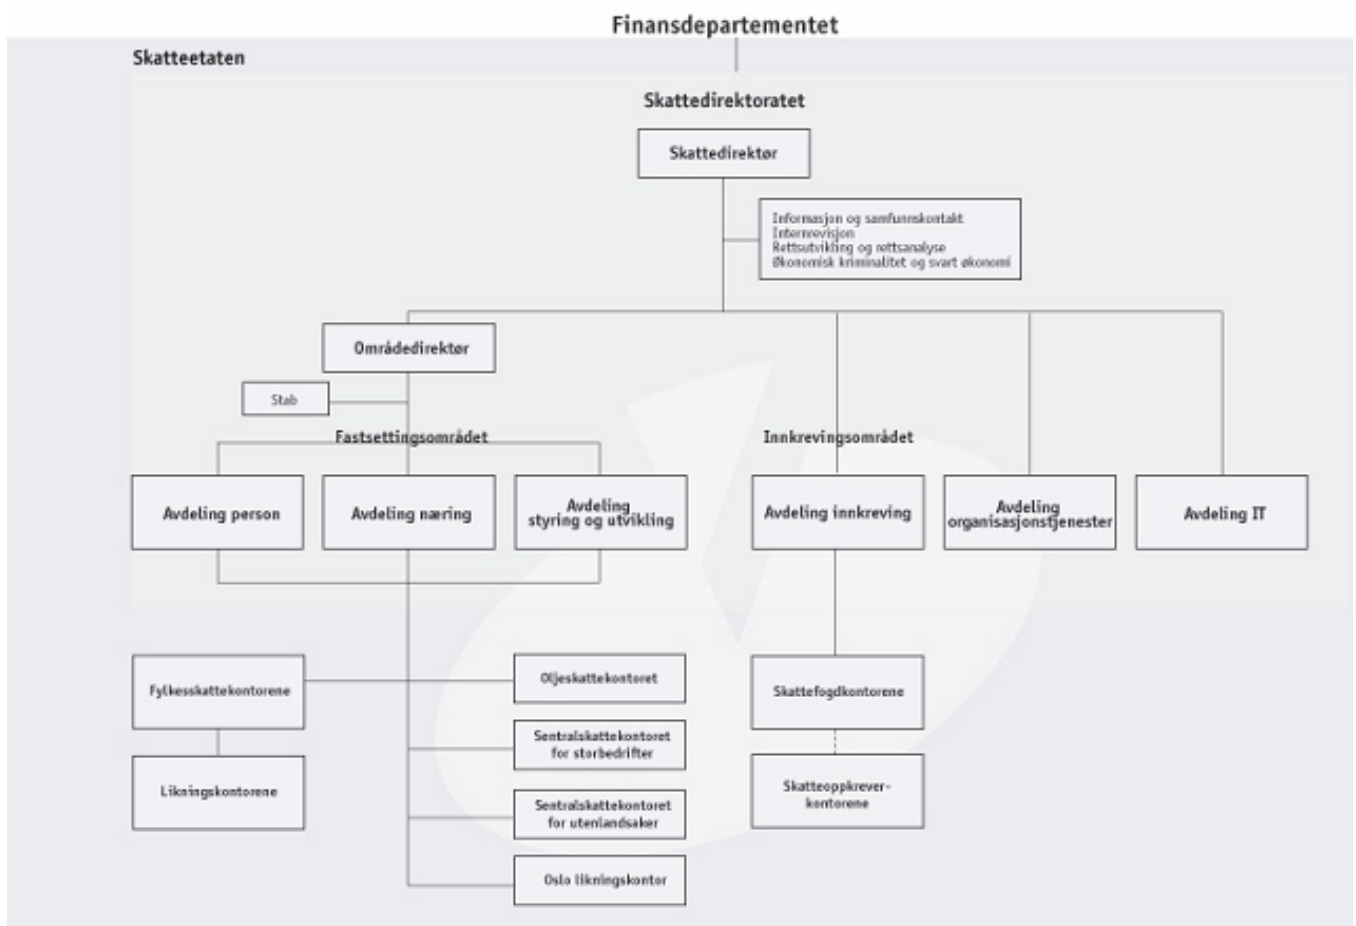 Finansdepartementet
Skatteetaten
Skattedirektoratet
Skattedirektør
Informasjon og samfunnskontakt
Internrevisjon
Rettsutvikling og rettsanalyse
Økonomisk kriminalitet og svart økonomi
Områdedirektør
Stab
Fastsettingsområdet
Innkrevingsområdet
Avdeling person
Avdeling næring
Avdeling
styring og utvikling
Avdeling innkreving
Avdeling
organisasjonstjenester
Avdeling IT
Fylkesskattekontorene
Likningskontorene
Oljeskattekontoret
Sentralskattekontoret
for storbedrifter
Sentralskattekontoret
for utenlandsaker
Oslo likningskontor
Skattefogdkontorene
Skatteoppkrever-
kontorene